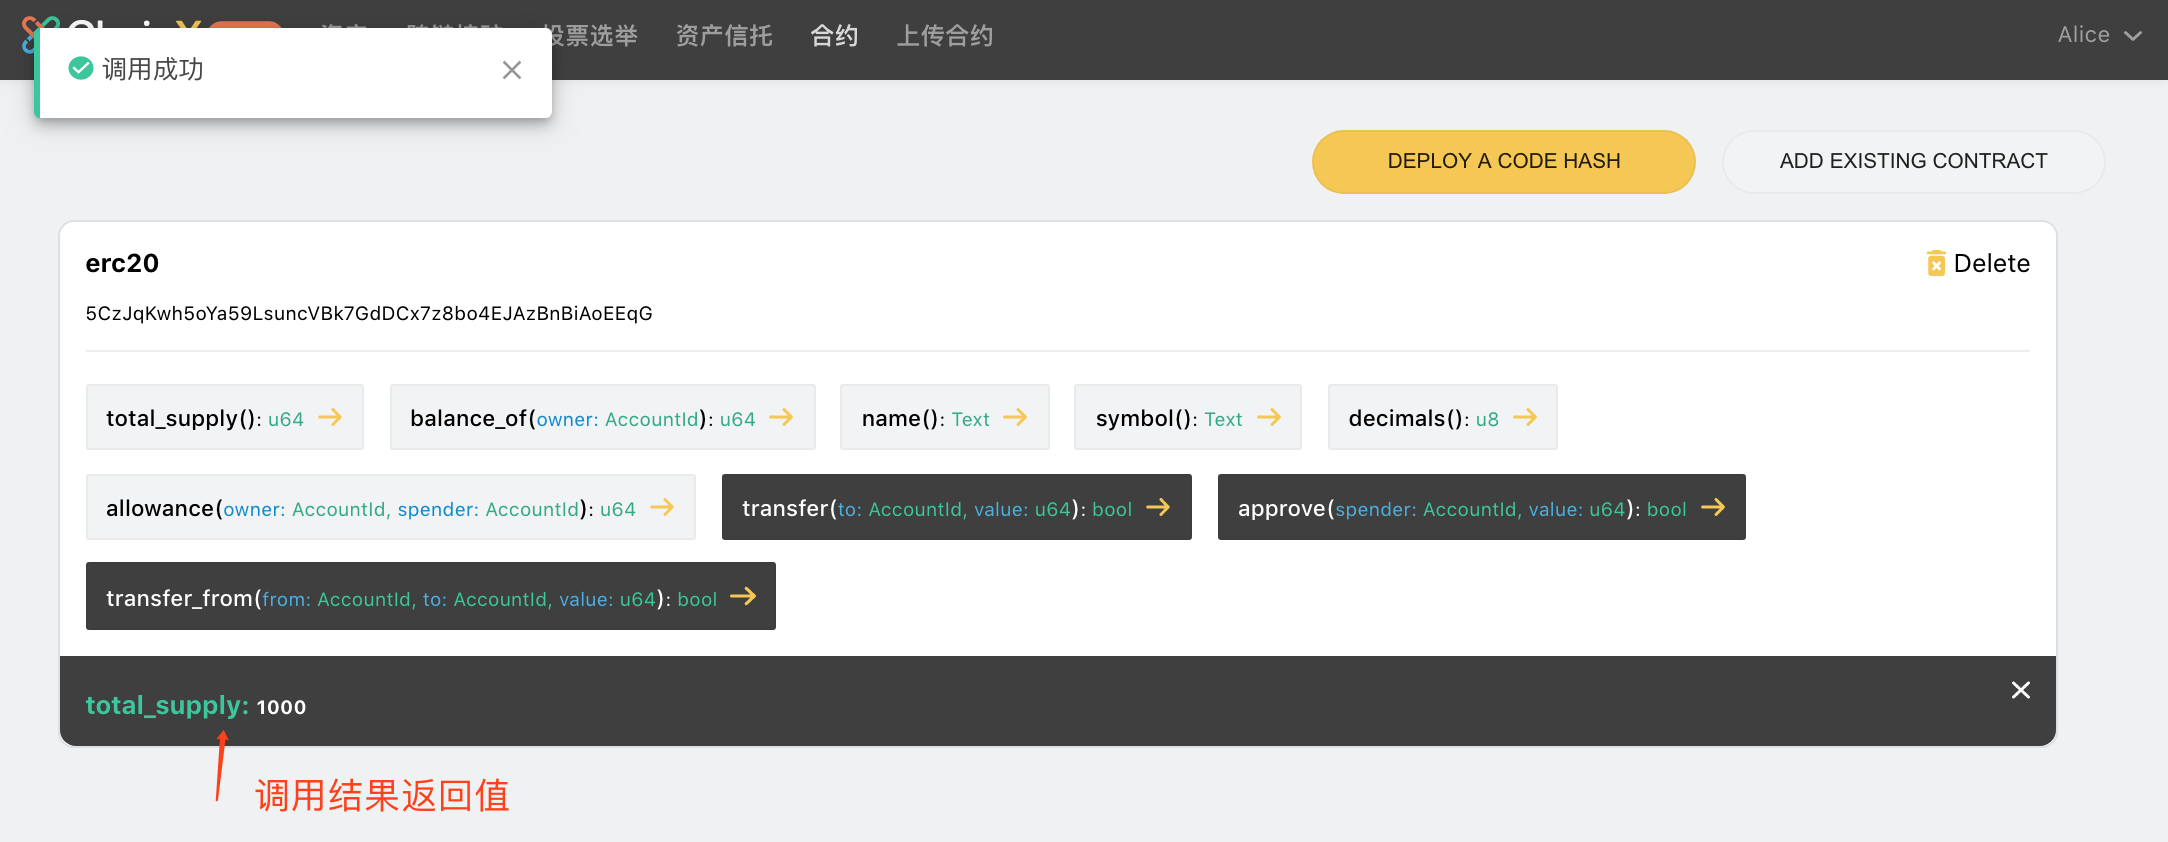 投票选举 资产信托 合约 上传合约 Alice
调用成功
DEPLOY A CODE HASH ADD EXISTING CONTRACT
erc20 Delete
5CzJqKwh5oYa59LsuncVBk7GdDCx7z8bo4EJAzBnBiAoEEqG
total_supply(): u64 balance_of(owner: AccountId): u64 name(): Text symbol(): Text decimals(): u8
allowance(owner: AccountId, spender: AccountId): u64 transfer(to: AccountId, value: u64): bool approve(spender: AccountId, value: u64): bool
transfer_from(from: AccountId, to: AccountId, value: u64): bool
total_supply: 1000
调用结果返回值